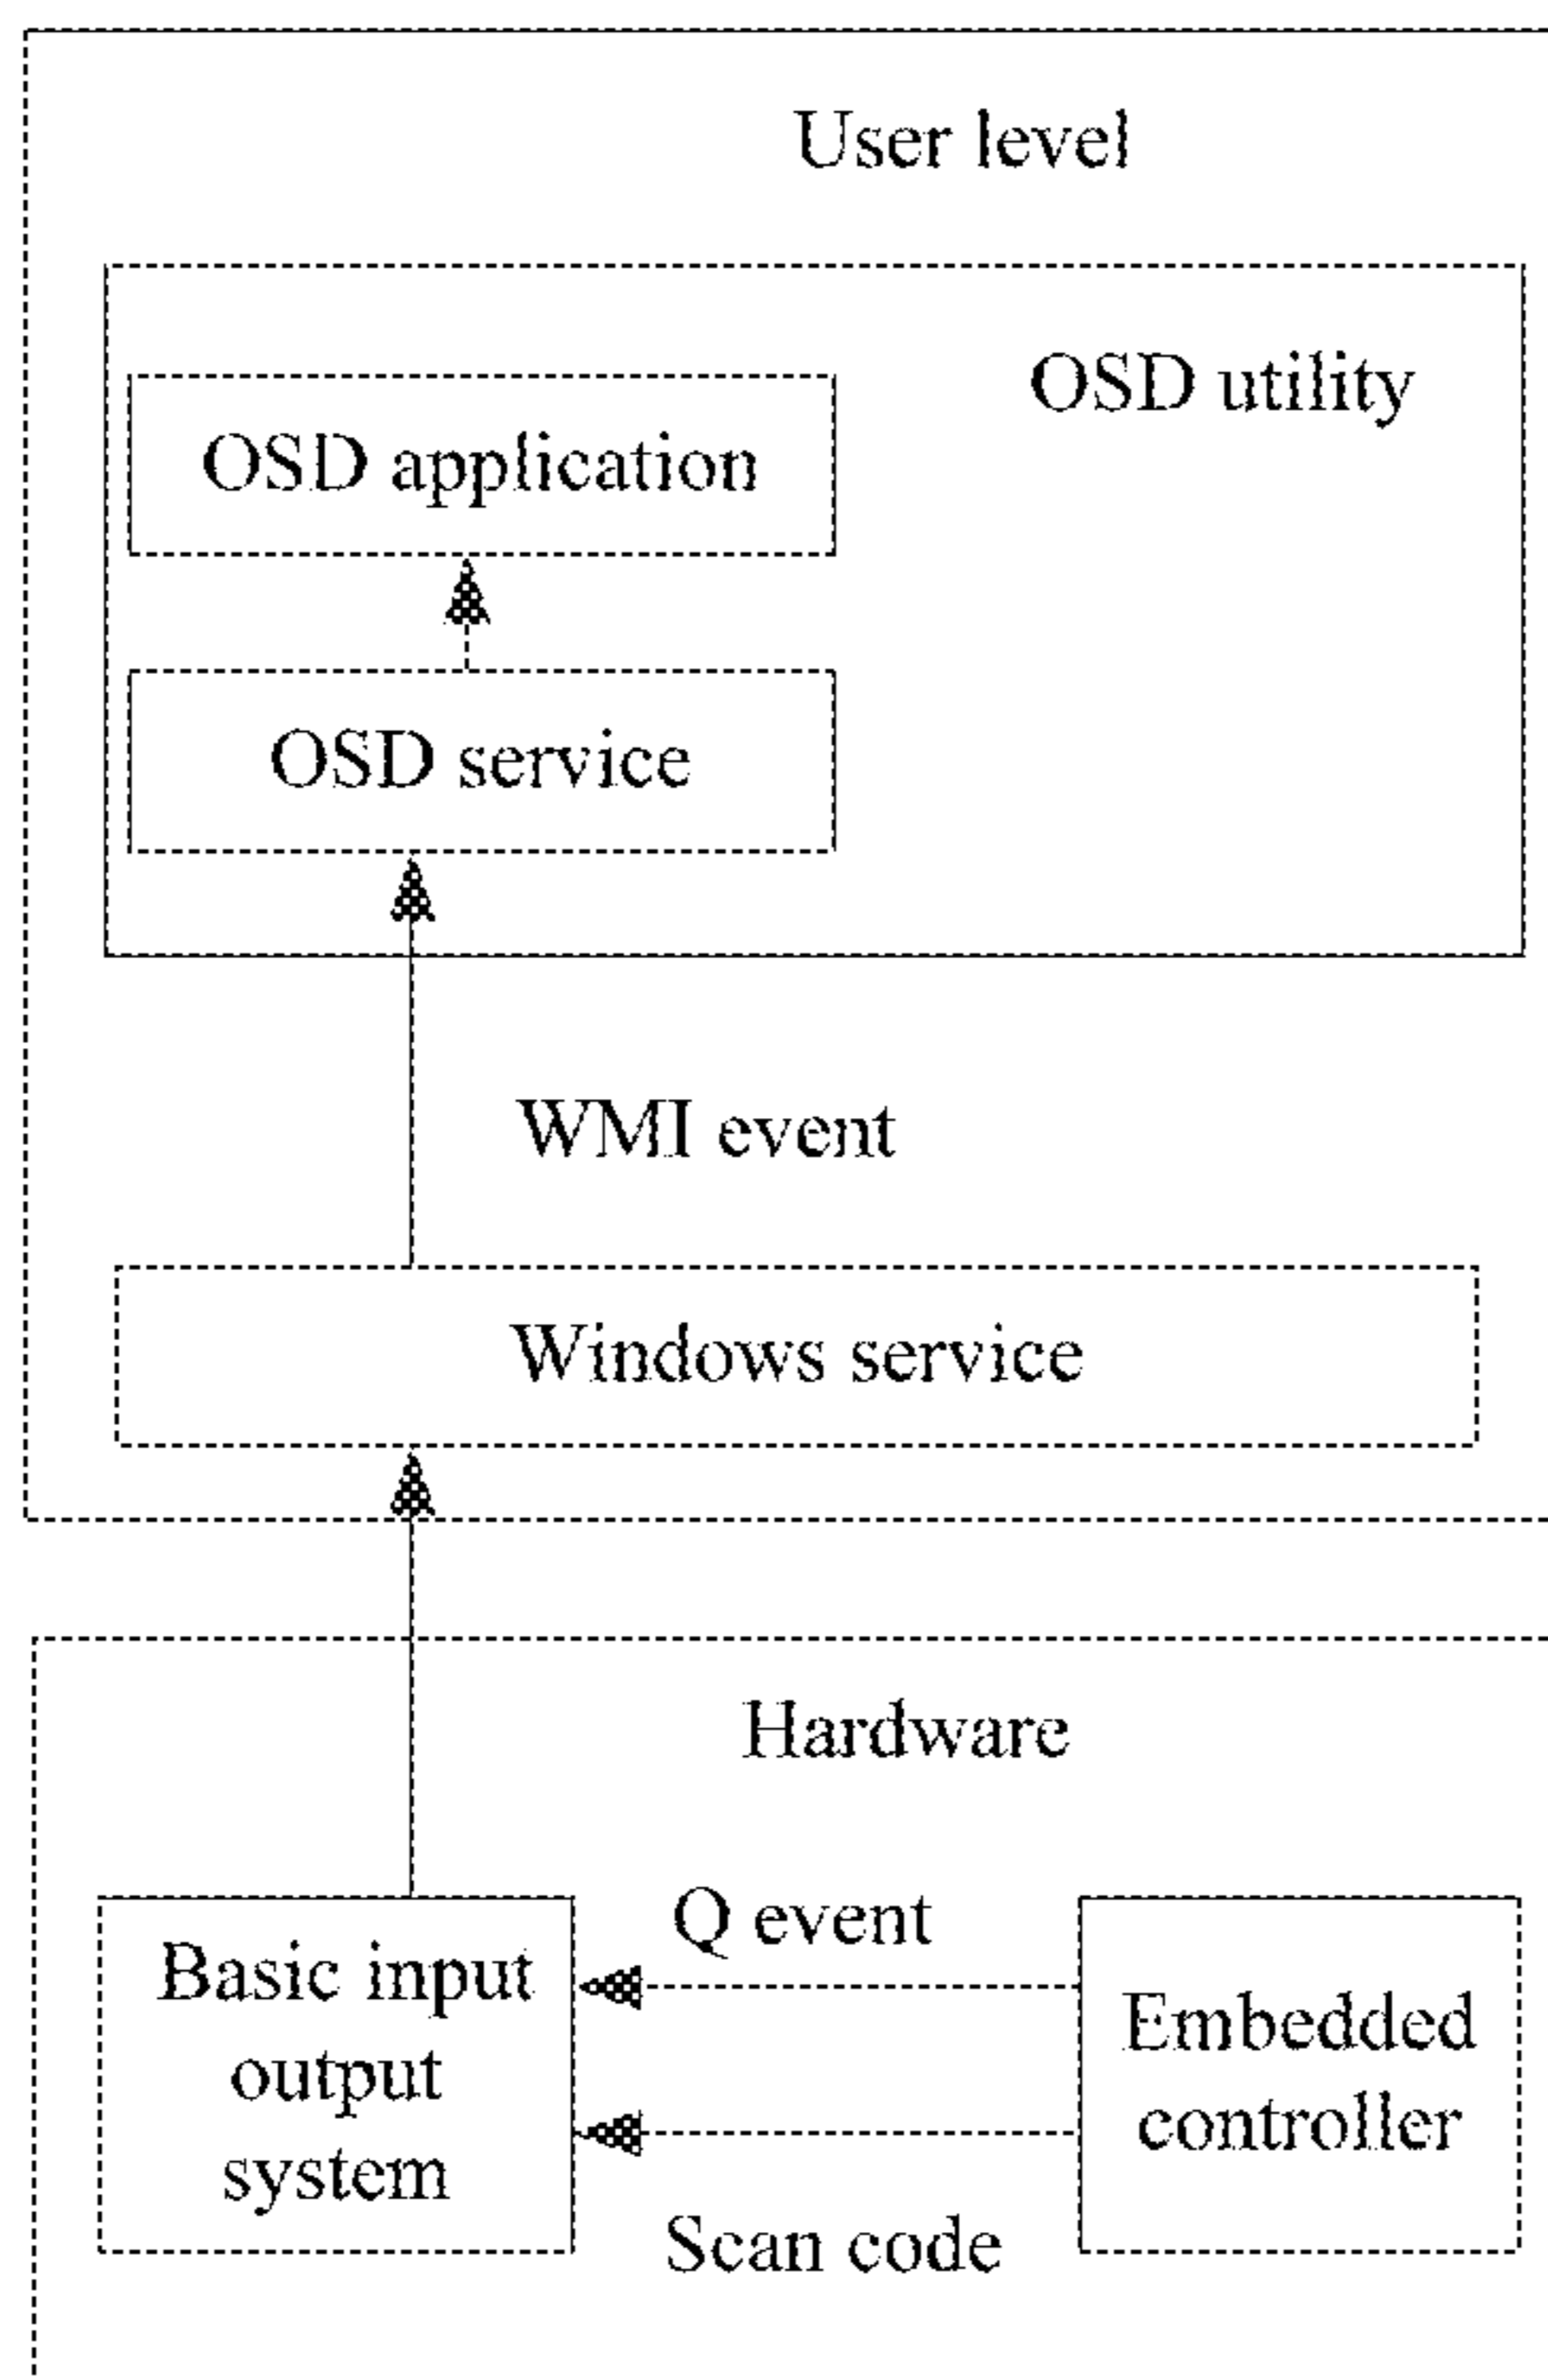 User level
OSD utility
OSD application
OSD service
WMI event
Windows service
Hardware
Q event
Basic input
output
system
Embedded
controller
Scan code